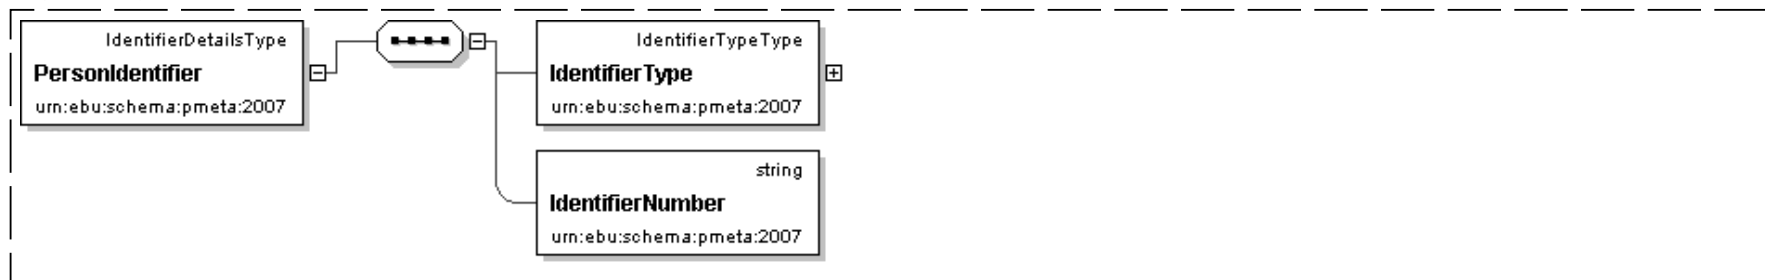 IdentifierDetailsType
PersonIdentifier
urn:ebu:schema:pmeta:2007
IdentifierTypeType
IdentifierType
urn:ebu:schema:pmeta:2007
string
IdentifierNumber
urn:ebu:schema:pmeta:2007